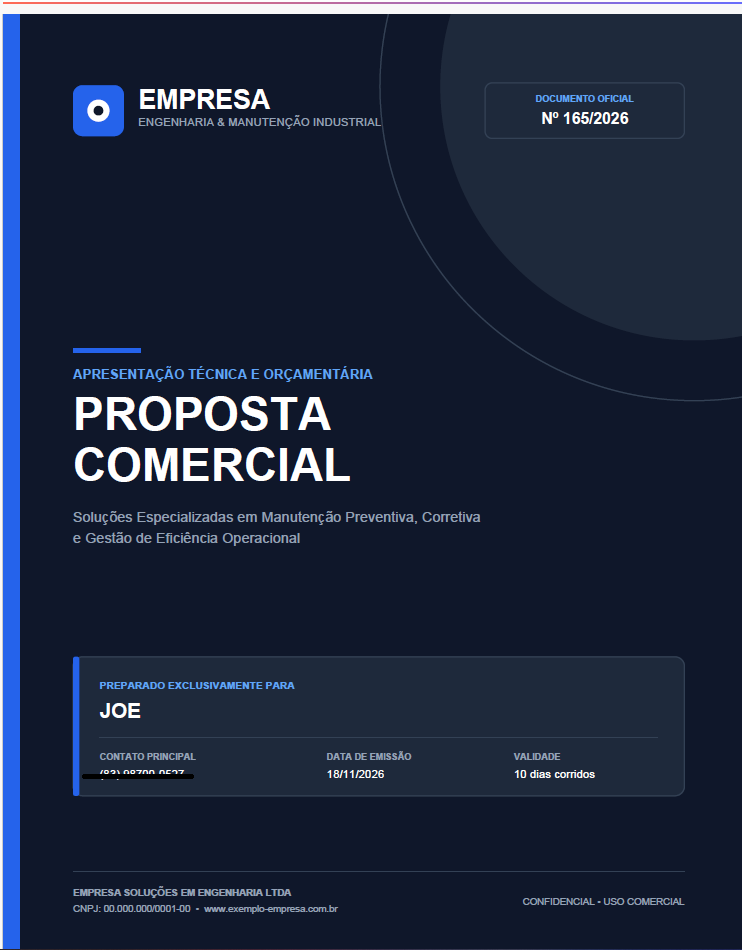 EMPRESA
ENGENHARIA & MANUTENÇÃO INDUSTRIAL
DOCUMENTO OFICIAL
Nº 165/2026
APRESENTAÇÃO TÉCNICA E ORÇAMENTÁRIA
PROPOSTA
COMERCIAL
Soluções Especializadas em Manutenção Preventiva, Corretiva
e Gestão de Eficiência Operacional
PREPARADO EXCLUSIVAMENTE PARA
JOE
CONTATO PRINCIPAL
DATA DE EMISSÃO
18/11/2026
VALIDADE
10 dias corridos
EMPRESA SOLUÇÕES EM ENGENHARIA LTDA
CNPJ: 00.000.000/0001-00 • www.exemplo-empresa.com.br
CONFIDENCIAL • USO COMERCIAL